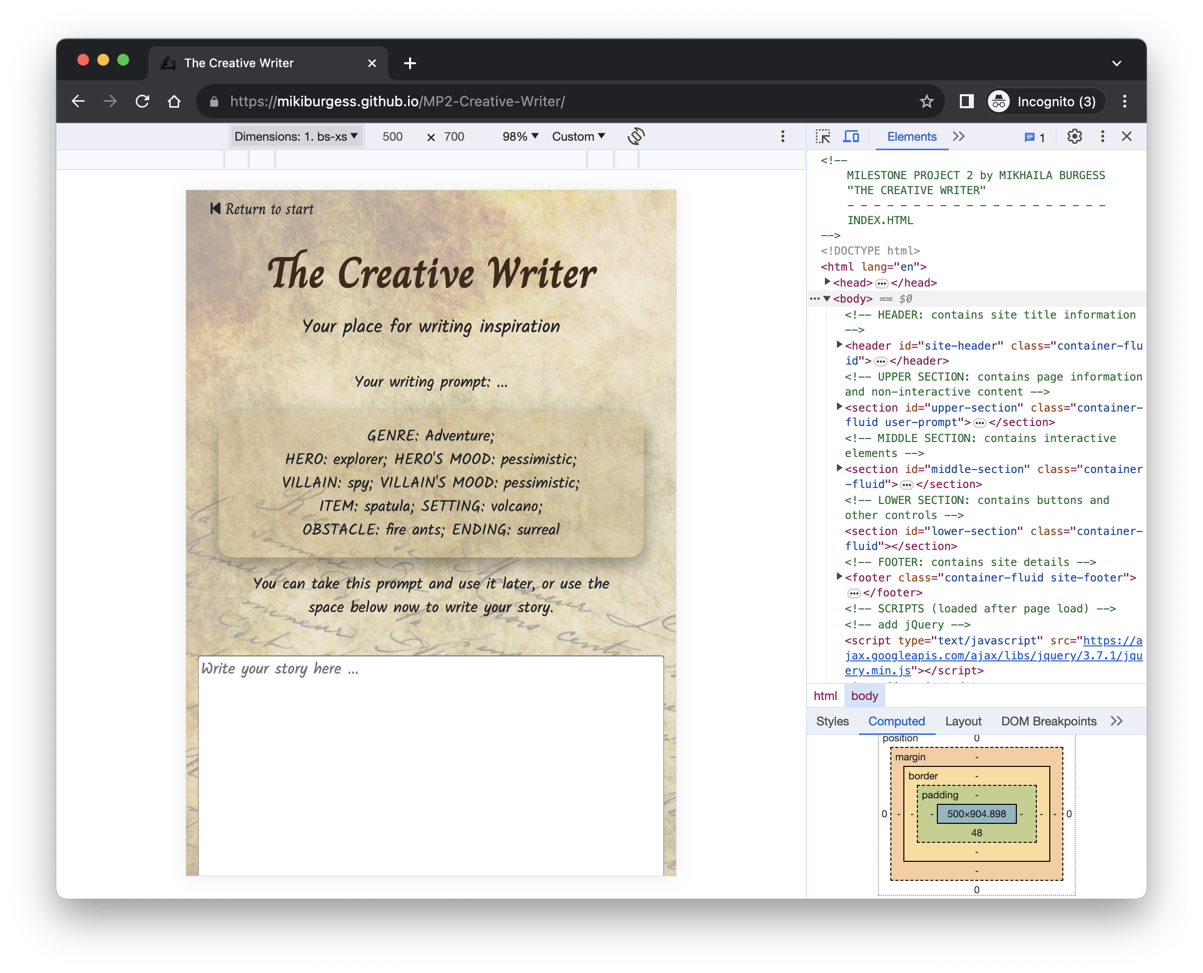 The Creative Writer
https://mikiburgess.github.io/MP2-Creative-Writer/
Incognito (3)
Dimensions: 1. bs-xs ▼ 500 × 700 98% ▼ Custom ▼
Elements 1
Return to start
The Creative Writer
Your place for writing inspiration
Your writing prompt: ...
GENRE: Adventure;
HERO: explorer; HERO'S MOOD: pessimistic;
VILLAIN: spy; VILLAIN'S MOOD: pessimistic;
ITEM: spatula; SETTING: volcano;
OBSTACLE: fire ants; ENDING: surreal
You can take this prompt and use it later, or use the
space below now to write your story.
Write your story here ...
<!--
MILESTONE PROJECT 2 by MIKHAILA BURGESS
"THE CREATIVE WRITER"
- - - - - - - - - - - - - - - - - - - -
INDEX.HTML
-->
<!DOCTYPE html>
<html lang="en">
<head> … </head>
<body> == $0
<!-- HEADER: contains site title information
-->
<header id="site-header" class="container-flu
id"> … </header>
<!-- UPPER SECTION: contains page information
and non-interactive content -->
<section id="upper-section" class="container-
fluid user-prompt"> … </section>
<!-- MIDDLE SECTION: contains interactive
elements -->
<section id="middle-section" class="container
-fluid"> … </section>
<!-- LOWER SECTION: contains buttons and
other controls -->
<section id="lower-section" class="container-
fluid"></section>
<!-- FOOTER: contains site details -->
<footer class="container-fluid site-footer">
… </footer>
<!-- SCRIPTS (loaded after page load) -->
<!-- add jQuery -->
<script type="text/javascript" src="https://a
jax.googleapis.com/ajax/libs/jquery/3.7.1/jqu
ery.min.js"></script>
html body
Styles Computed Layout DOM Breakpoints
position 0
margin -
border -
padding -
0 - - - 500×904.898 - - - 0
48
-
-
0